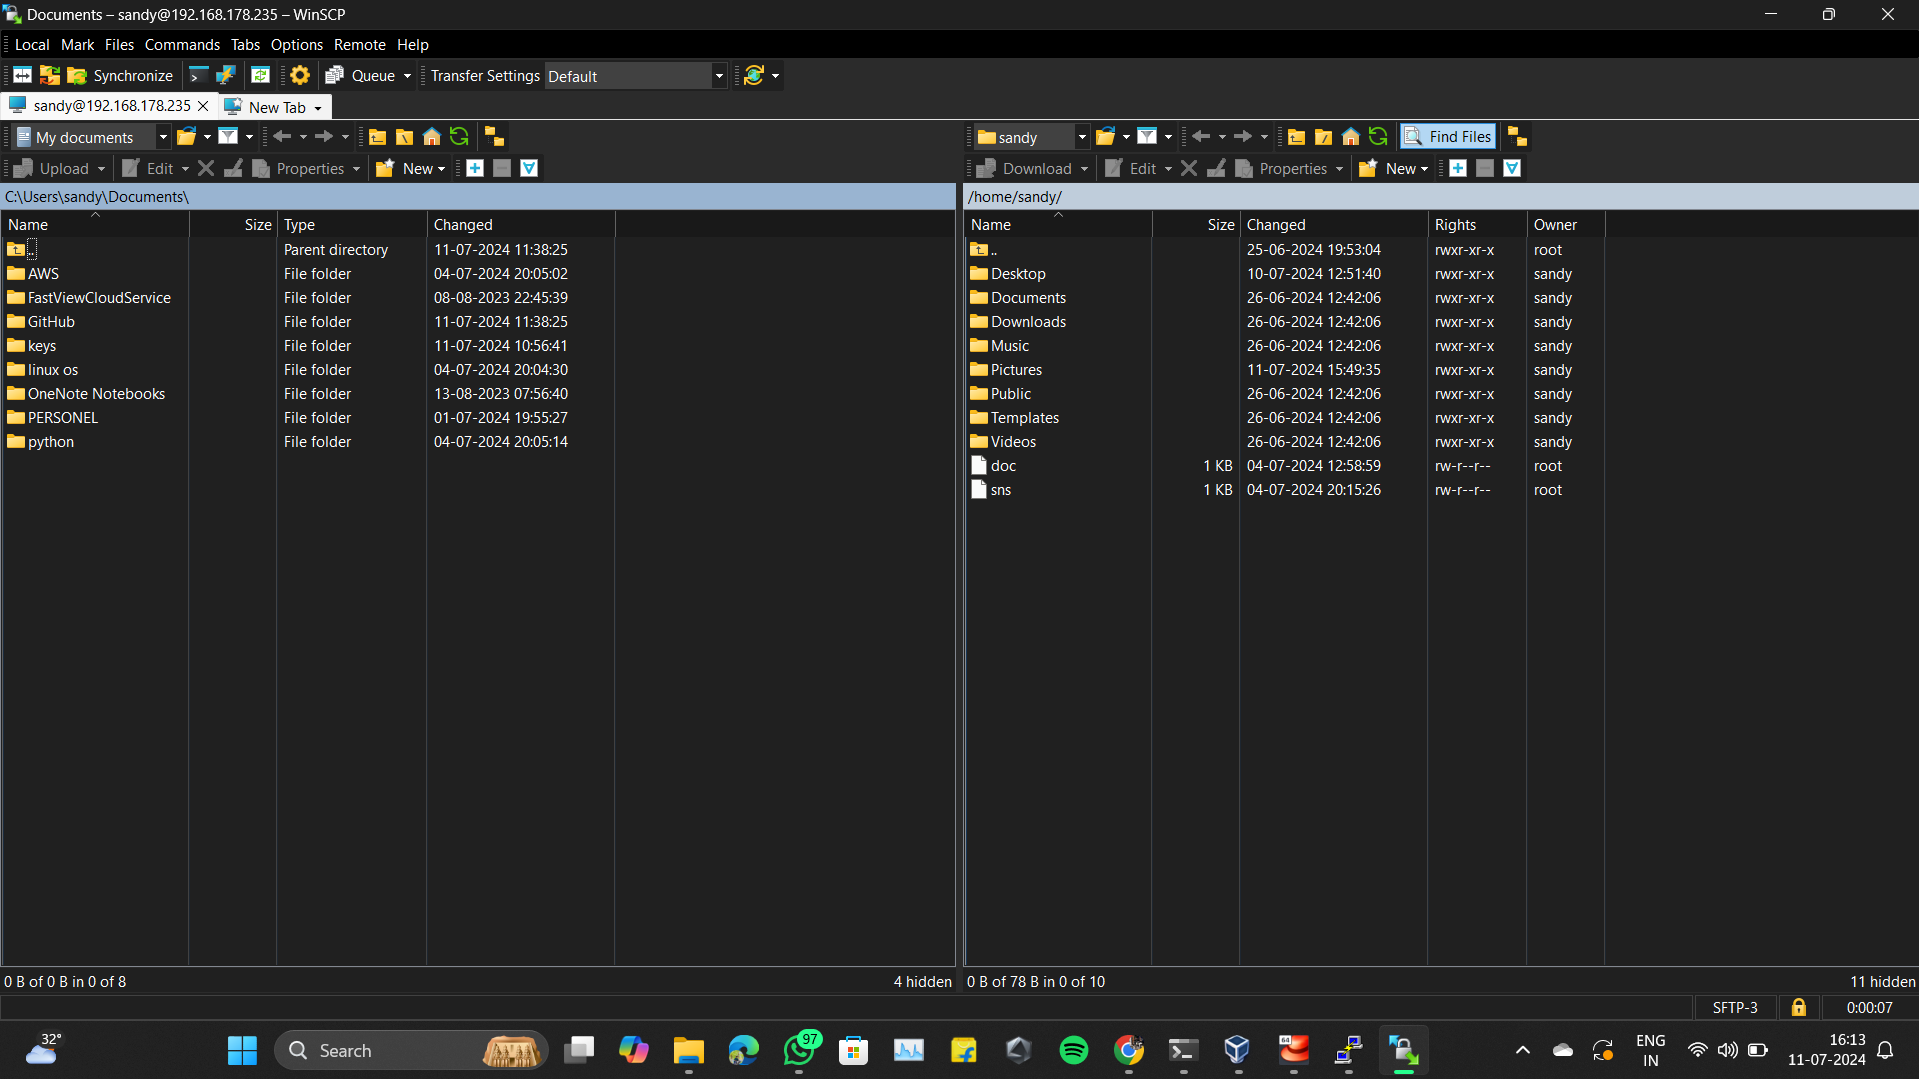 Documents – sandy@192.168.178.235 – WinSCP
Local Mark Files Commands Tabs Options Remote Help
Synchronize Queue Transfer Settings Default
sandy@192.168.178.235 New Tab
My documents
Upload Edit Properties New
C:\Users\sandy\Documents\
Name Size Type Changed
.. Parent directory 11-07-2024 11:38:25
AWS File folder 04-07-2024 20:05:02
FastViewCloudService File folder 08-08-2023 22:45:39
GitHub File folder 11-07-2024 11:38:25
keys File folder 11-07-2024 10:56:41
linux os File folder 04-07-2024 20:04:30
OneNote Notebooks File folder 13-08-2023 07:56:40
PERSONEL File folder 01-07-2024 19:55:27
python File folder 04-07-2024 20:05:14
0 B of 0 B in 0 of 8 4 hidden
sandy Find Files
Download Edit Properties New
/home/sandy/
Name Size Changed Rights Owner
.. 25-06-2024 19:53:04 rwxr-xr-x root
Desktop 10-07-2024 12:51:40 rwxr-xr-x sandy
Documents 26-06-2024 12:42:06 rwxr-xr-x sandy
Downloads 26-06-2024 12:42:06 rwxr-xr-x sandy
Music 26-06-2024 12:42:06 rwxr-xr-x sandy
Pictures 11-07-2024 15:49:35 rwxr-xr-x sandy
Public 26-06-2024 12:42:06 rwxr-xr-x sandy
Templates 26-06-2024 12:42:06 rwxr-xr-x sandy
Videos 26-06-2024 12:42:06 rwxr-xr-x sandy
doc 1 KB 04-07-2024 12:58:59 rw-r--r-- root
sns 1 KB 04-07-2024 20:15:26 rw-r--r-- root
0 B of 78 B in 0 of 10 11 hidden
SFTP-3 0:00:07
32° Search 97 64 ENG 16:13
IN 11-07-2024